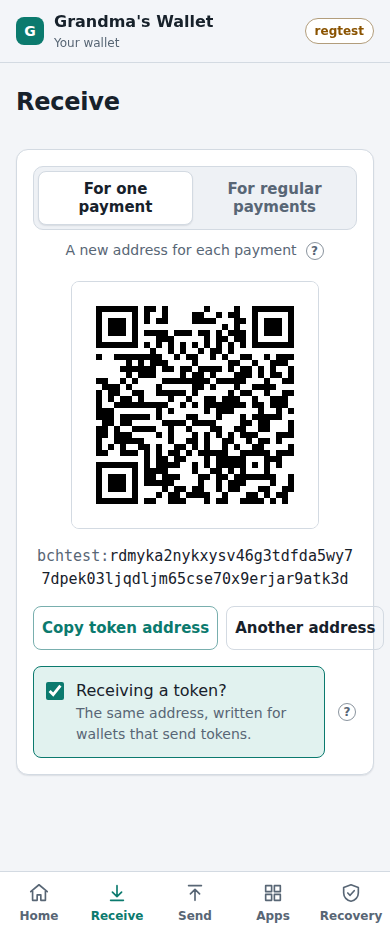 G
Grandma's Wallet
Your wallet
regtest
Receive
For one
payment
For regular
payments
A new address for each payment ?
bchtest:rdmyka2nykxysv46g3tdfda5wy7
7dpek03ljqdljm65cse70x9erjar9atk3d
Copy token address
Another address
Receiving a token?
The same address, written for
wallets that send tokens.
?
Home
Receive
Send
Apps
Recovery